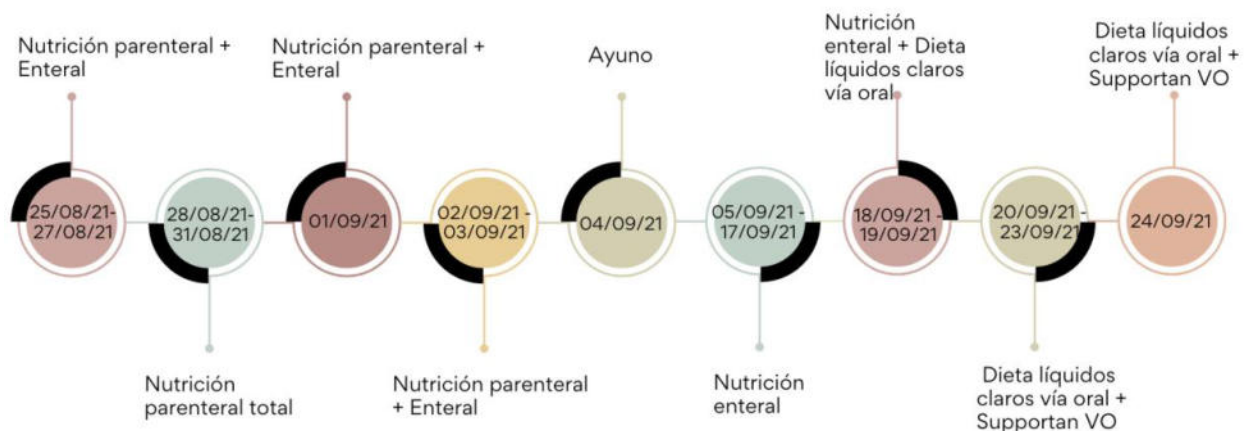 Nutrición parenteral +
Enteral
25/08/21-
27/08/21
28/08/21-
31/08/21
Nutrición
parenteral total
Nutrición parenteral +
Enteral
01/09/21
02/09/21 -
03/09/21
Nutrición parenteral
+ Enteral
Ayuno
04/09/21
05/09/21 -
17/09/21
Nutrición
enteral
Nutrición
enteral + Dieta
líquidos claros
vía oral
18/09/21 -
19/09/21
20/09/21 -
23/09/21
Dieta líquidos
claros vía oral +
Supportan VO
Dieta líquidos
claros vía oral +
Supportan VO
24/09/21